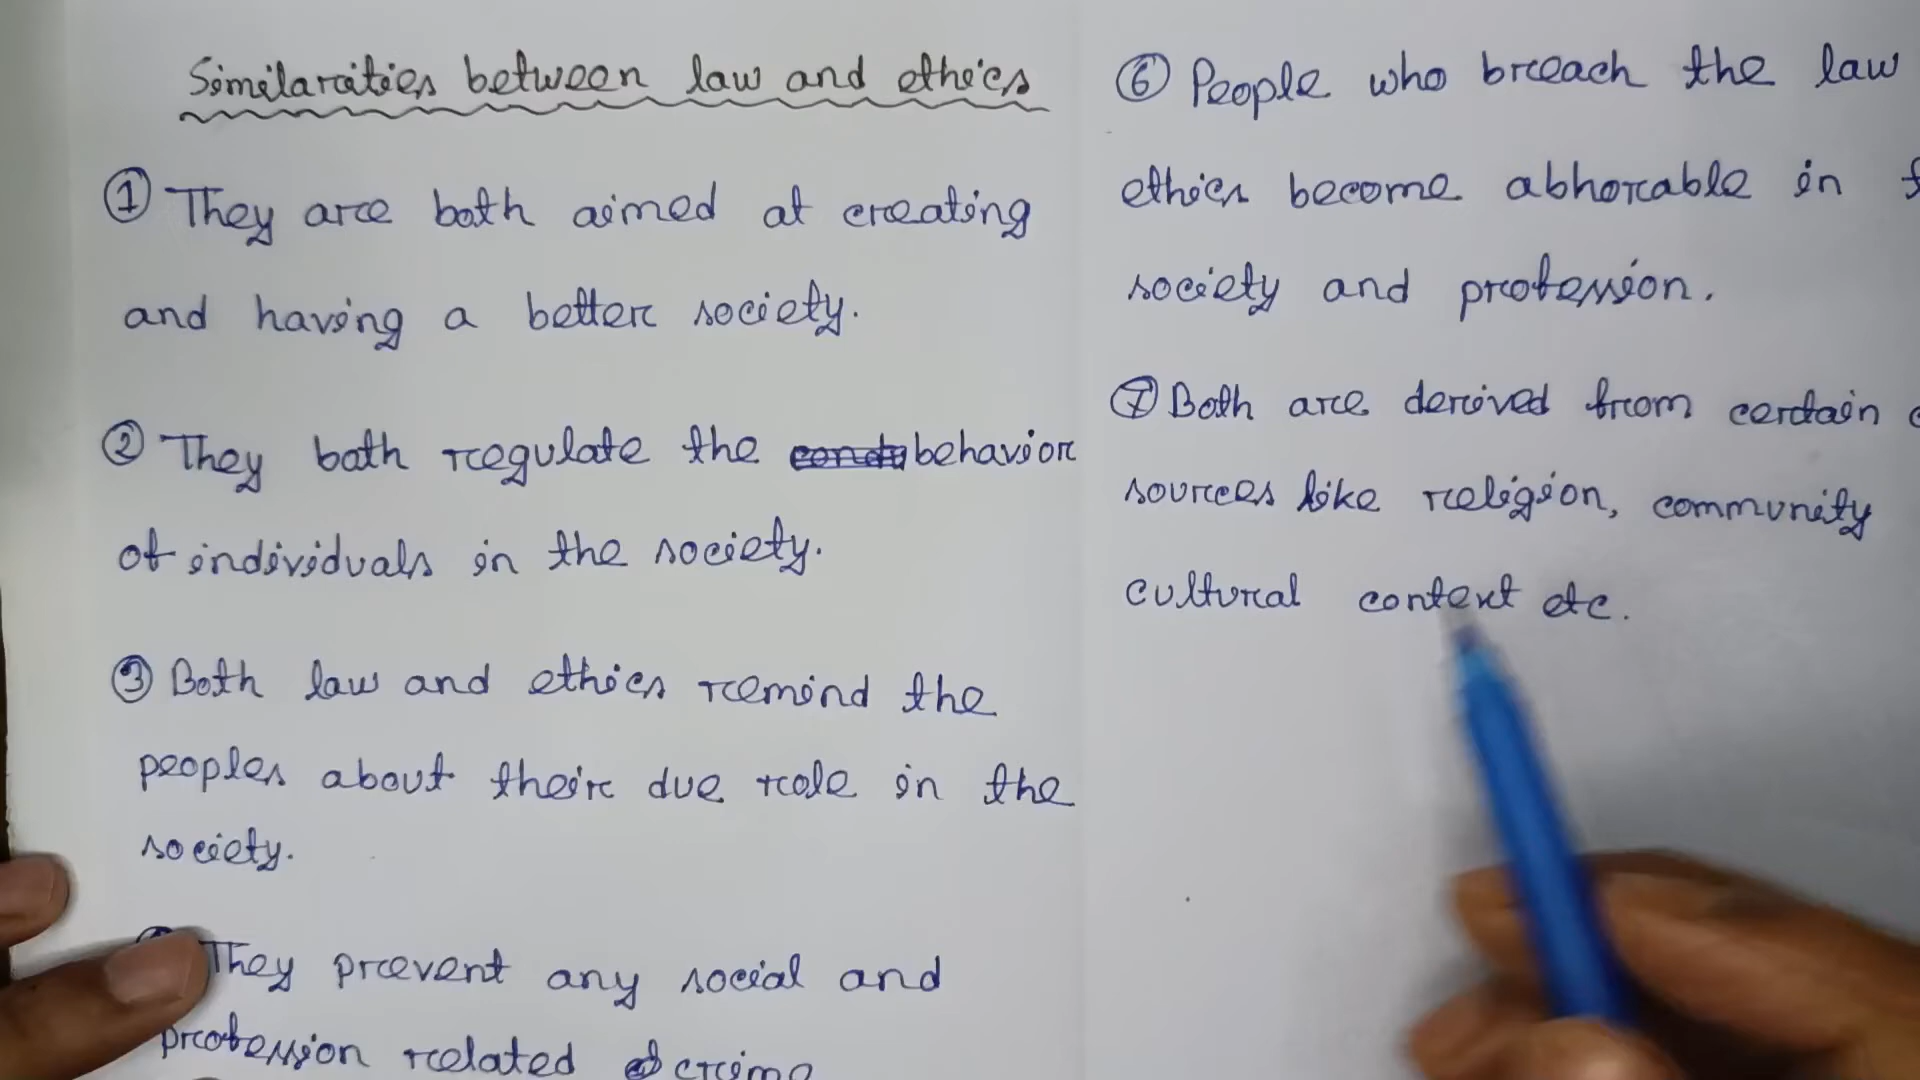 Similarities between law and ethics
① They are both aimed at creating
and having a better society.
② They both regulate the behavior
of individuals in the society.
③ Both law and ethics remind the
peoples about their due role in the
society.
They prevent any social and
profession related crime
⑥ People who breach the law
ethics become abhorable in
society and profession.
⑦ Both are derived from certain
sources like religion, community
cultural context etc.